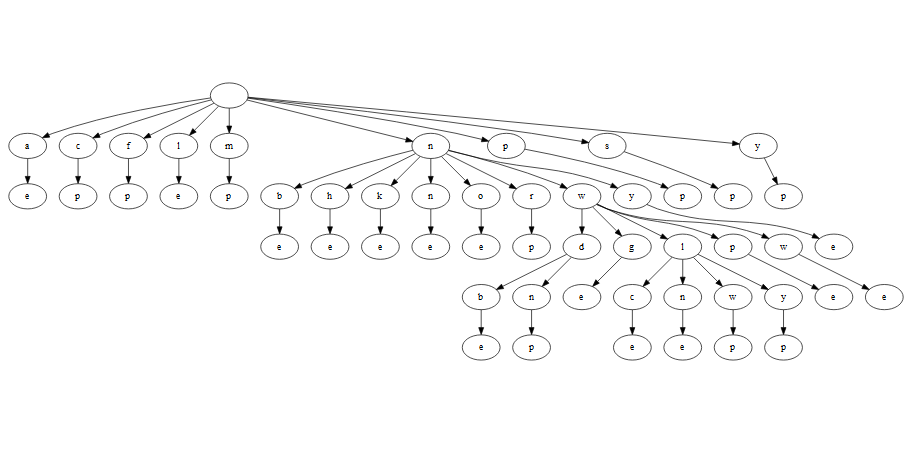 a c f l m n p s y
e p p e p b h k n o r w y p p p
e e e e e p d g l p w e
b n e c n w y e e
e p e e p p